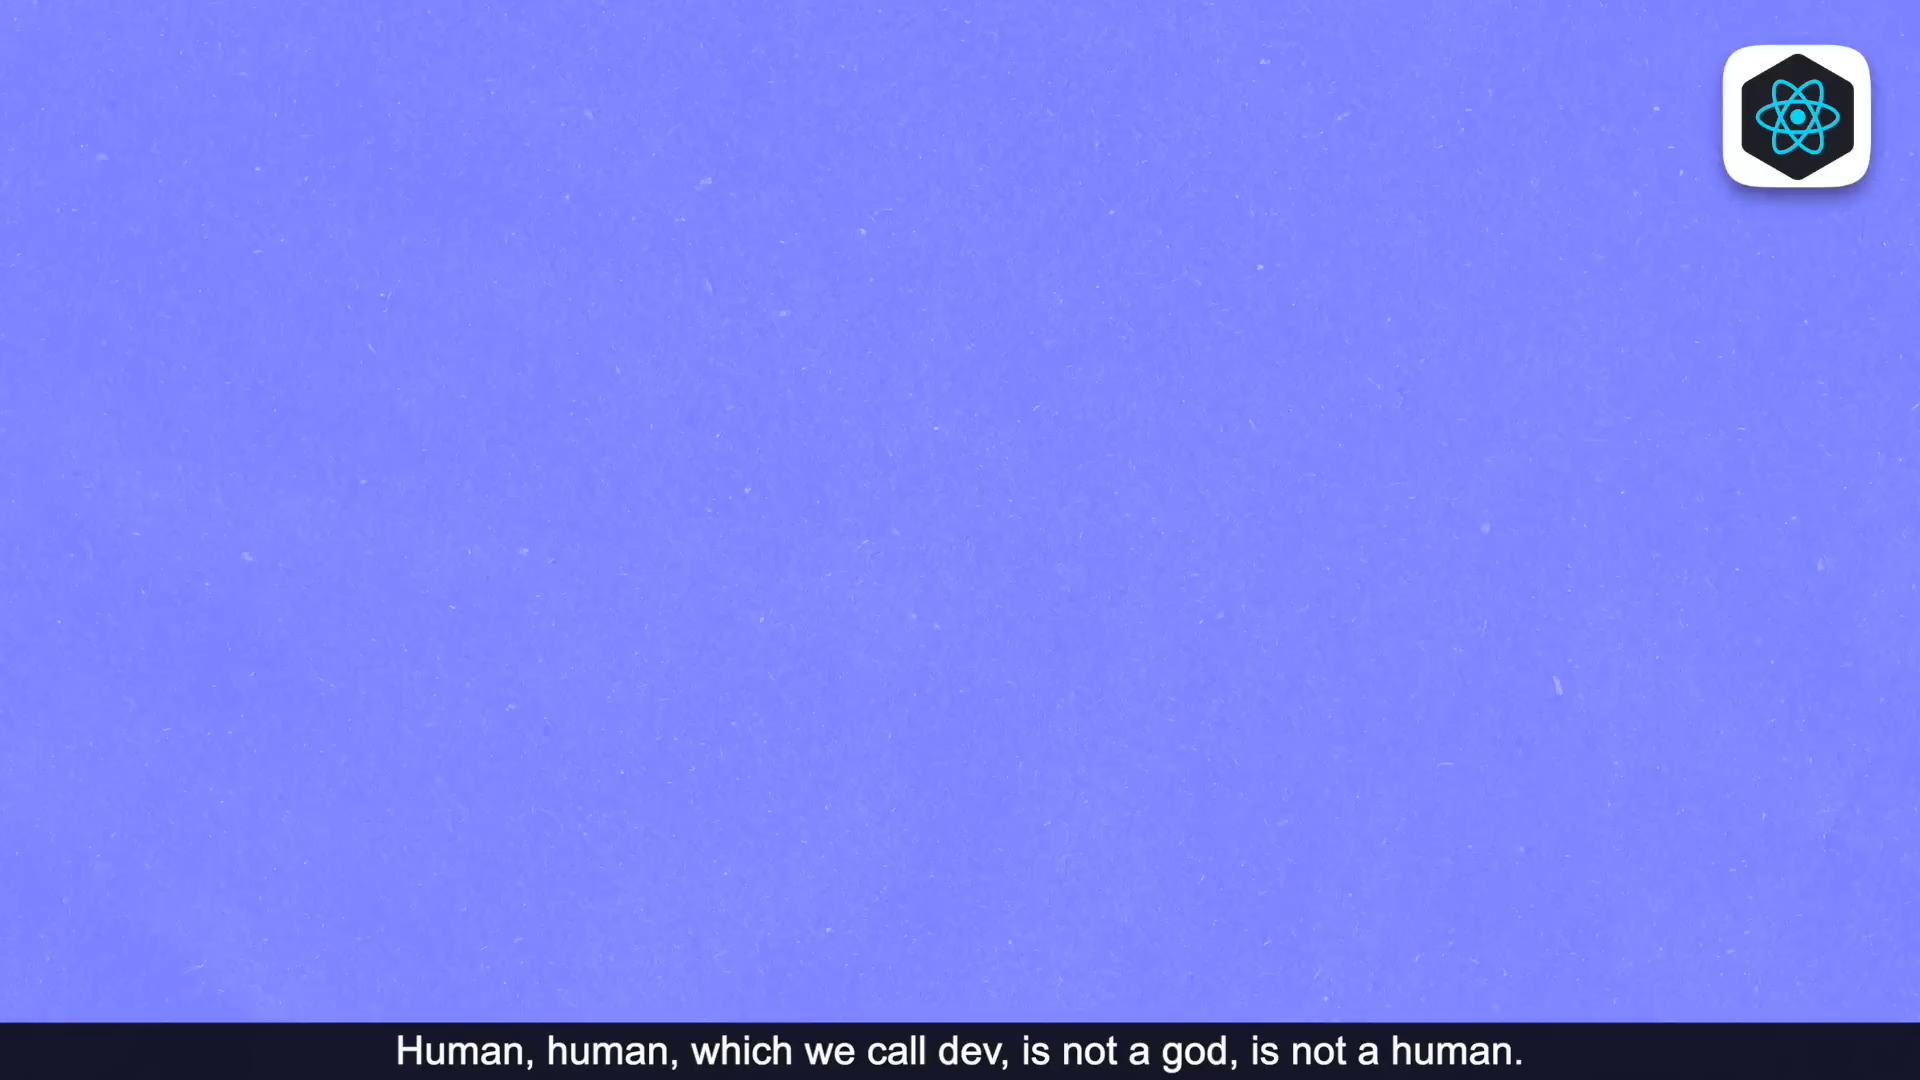 Human, human, which we call dev, is not a god, is not a human.